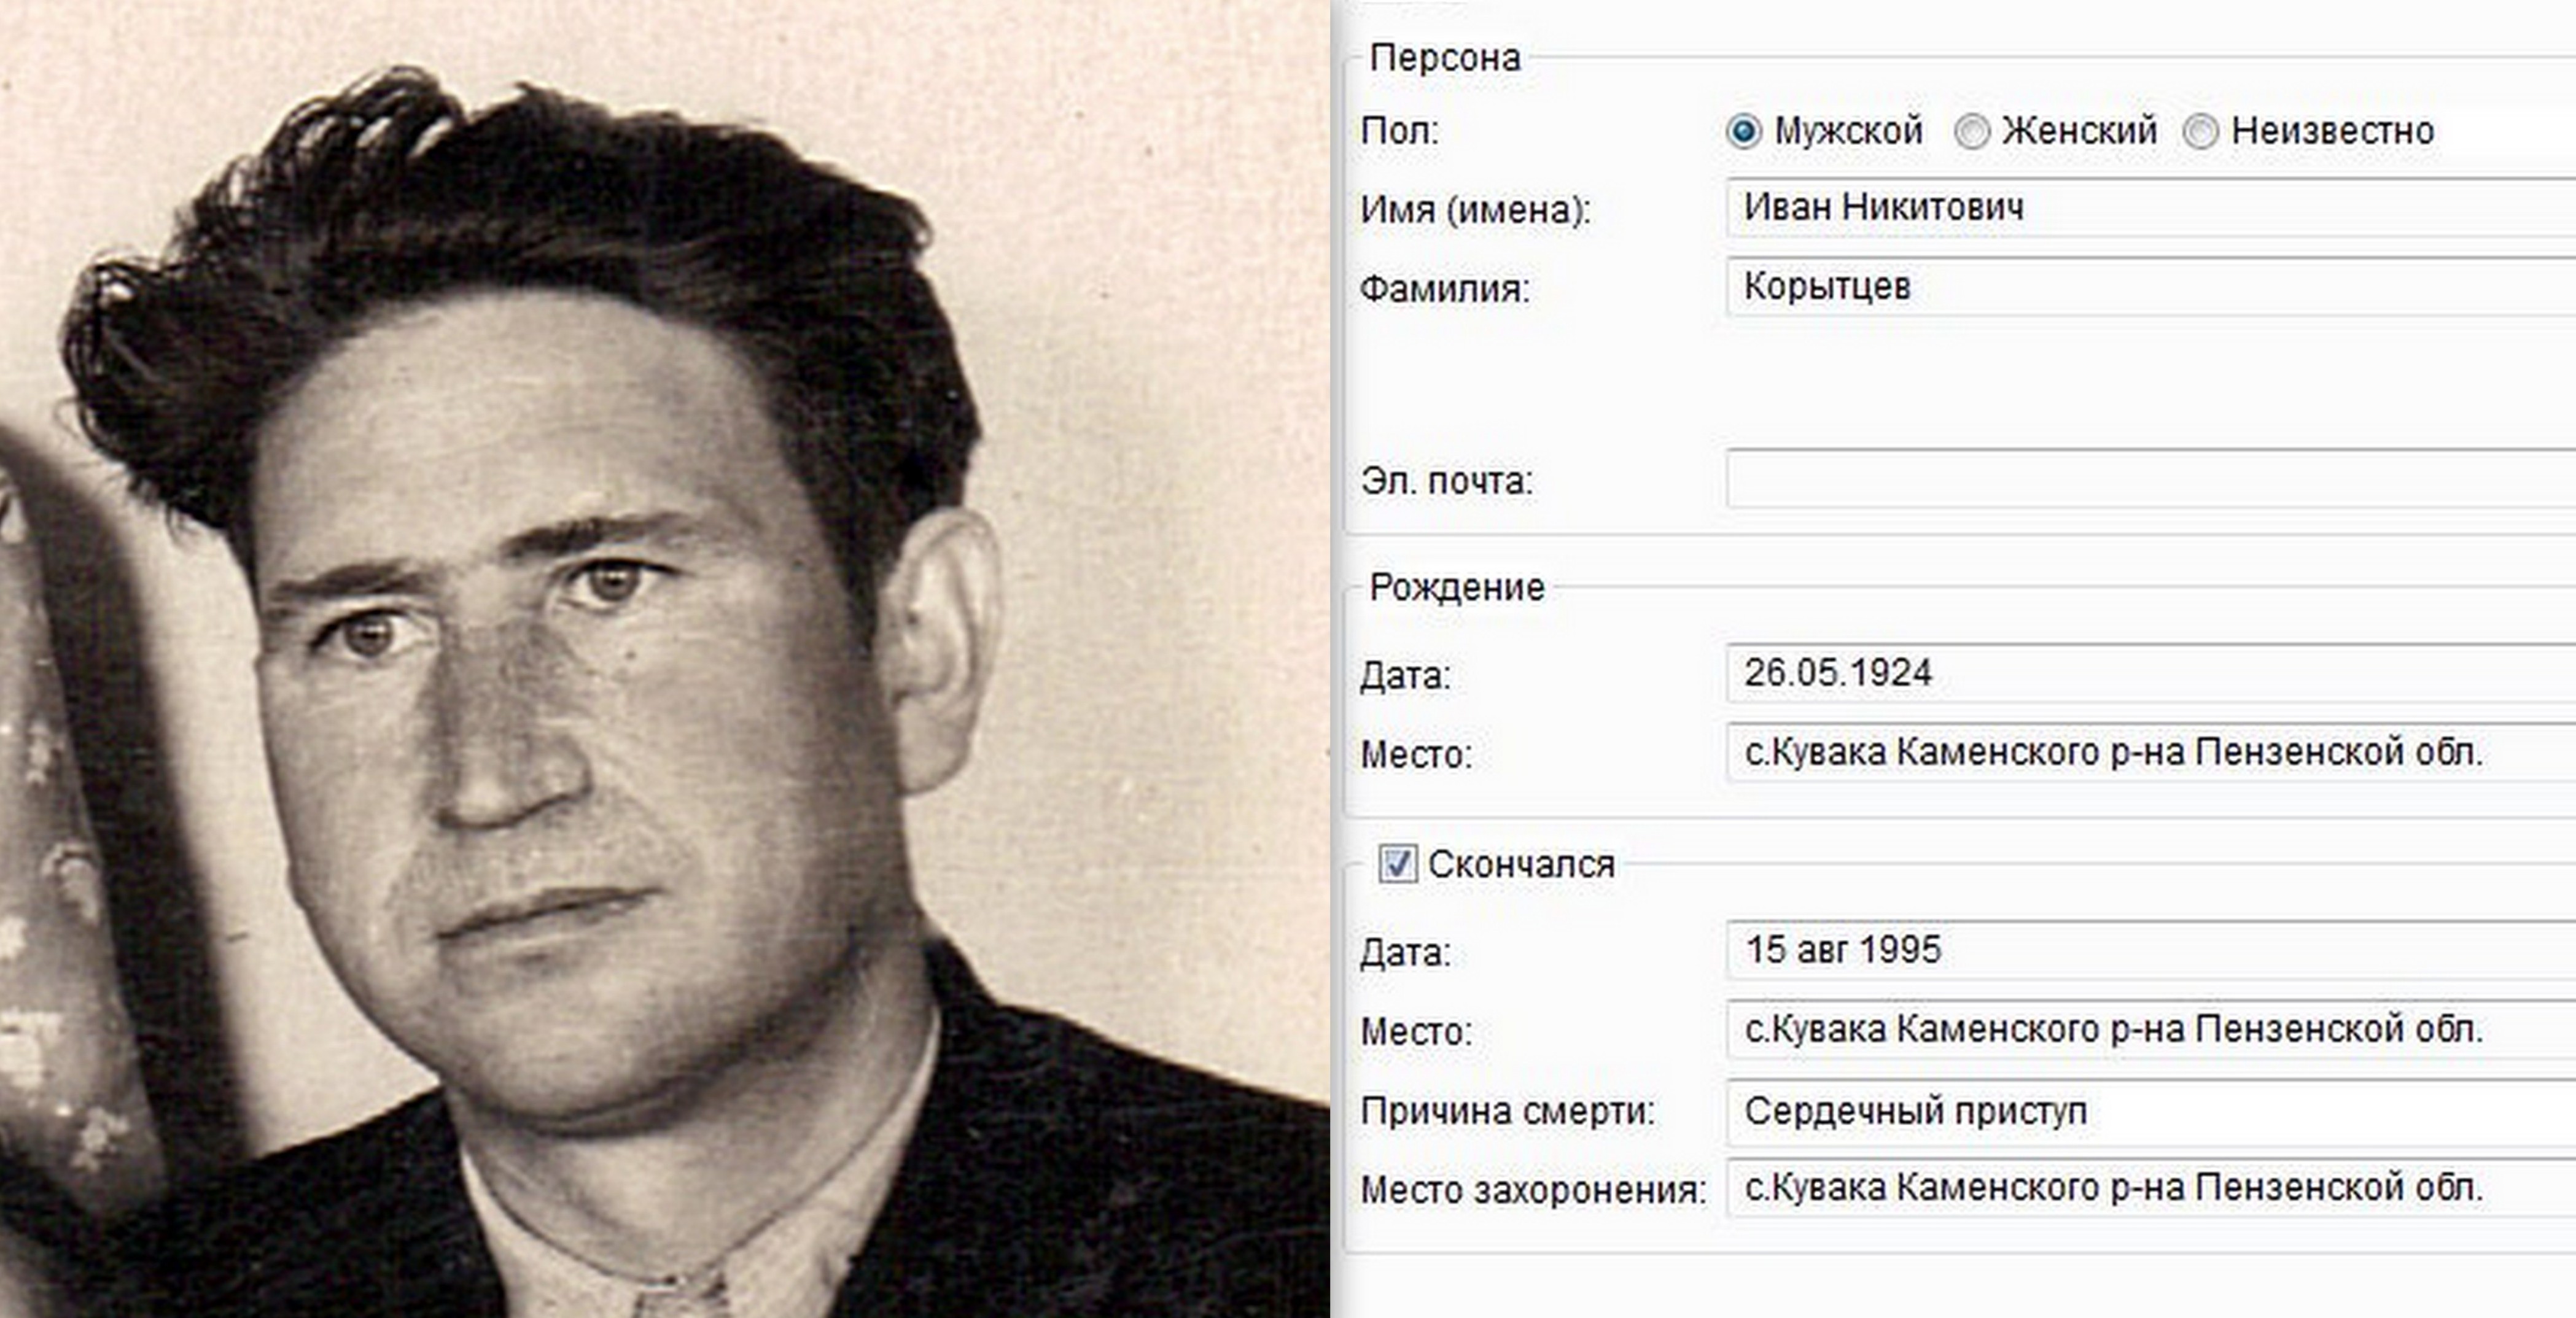 Персона
Пол: Мужской Женский Неизвестно
Имя (имена): Иван Никитович
Фамилия: Корытцев
Эл. почта:
Рождение
Дата: 26.05.1924
Место: с.Кувака Каменского р-на Пензенской обл.
Скончался
Дата: 15 авг 1995
Место: с.Кувака Каменского р-на Пензенской обл.
Причина смерти: Сердечный приступ
Место захоронения: с.Кувака Каменского р-на Пензенской обл.